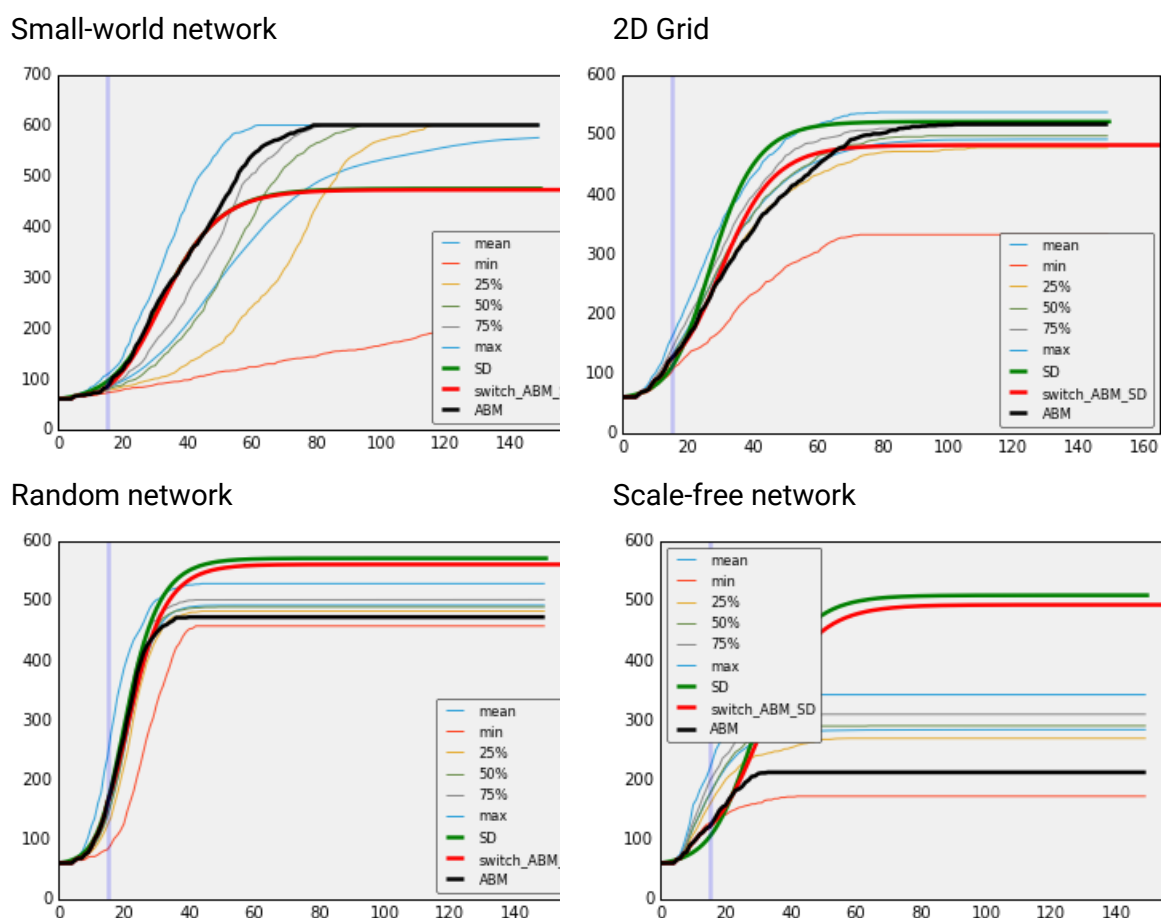 Small-world network
700
600
500
400
300
200
100
0
mean
min
25%
50%
75%
max
SD
switch_ABM_
ABM
0 20 40 60 80 100 120 140
2D Grid
600
500
400
300
200
100
0
mean
min
25%
50%
75%
max
SD
switch_ABM_SD
ABM
0 20 40 60 80 100 120 140 160
Random network
600
500
400
300
200
100
0
mean
min
25%
50%
75%
max
SD
switch_ABM_
ABM
0 20 40 60 80 100 120 140
Scale-free network
600
500
400
300
200
100
0
mean
min
25%
50%
75%
max
SD
switch_ABM_SD
ABM
0 20 40 60 80 100 120 140